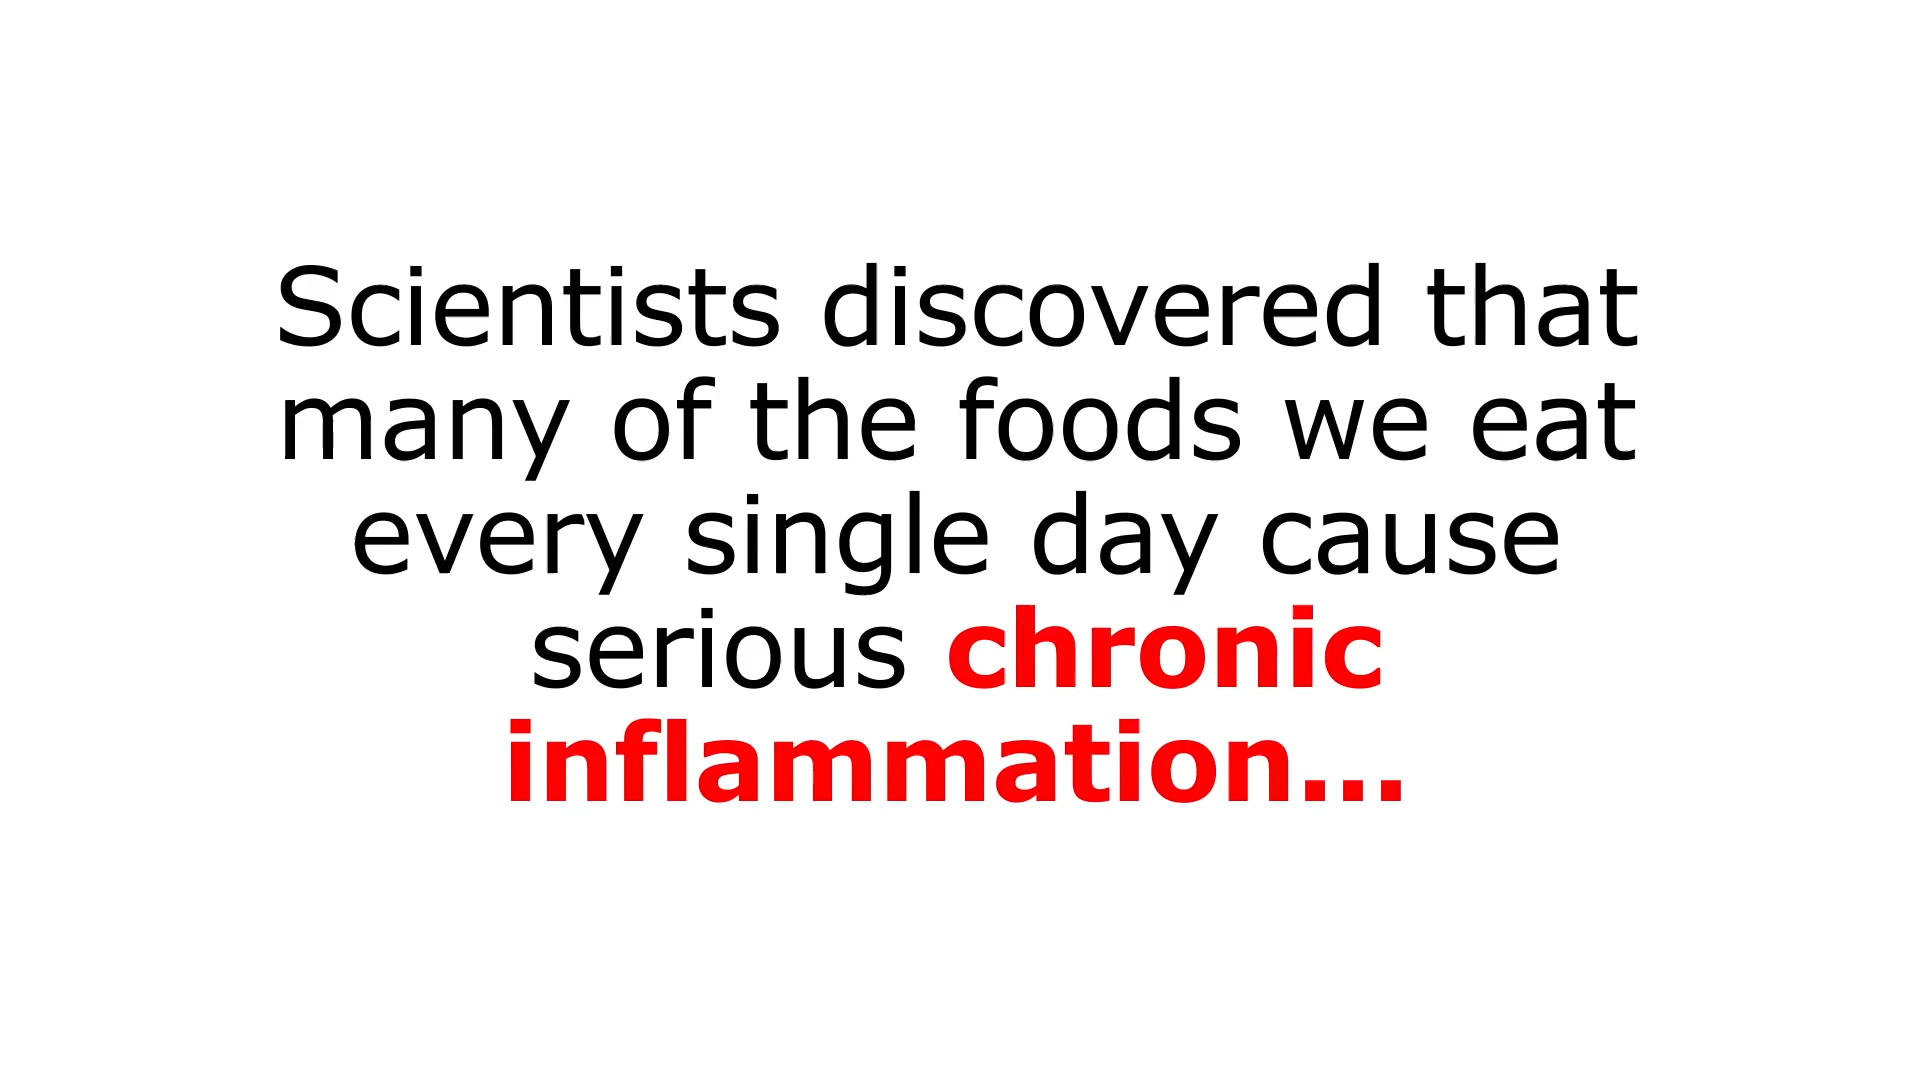 Scientists discovered that
many of the foods we eat
every single day cause
serious chronic
inflammation...